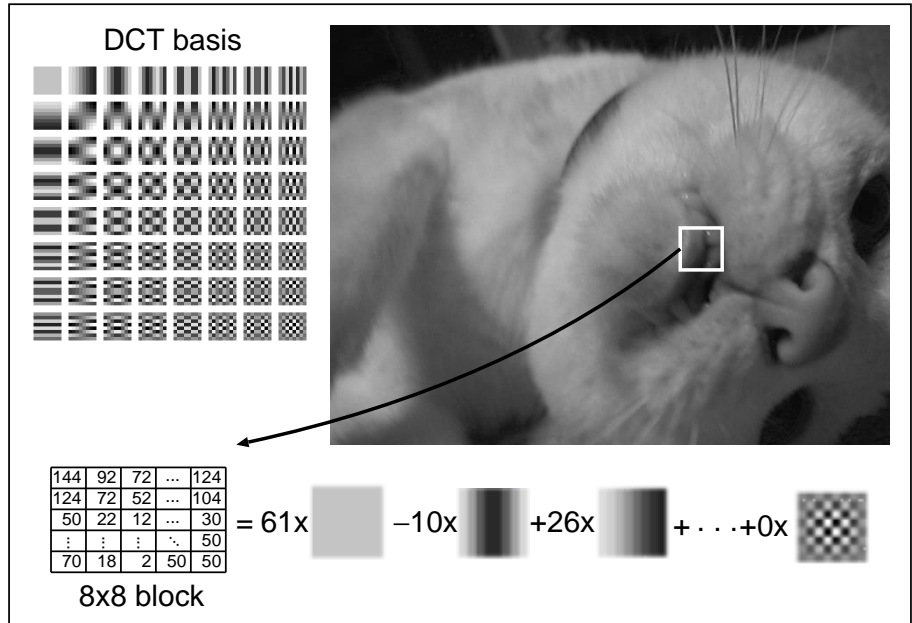 DCT basis
144 92 72 ... 124
124 72 52 ... 104
50 22 12 ... 30
⋮ ⋮ ⋮ ⋱ 50
70 18 2 50 50
= 61x −10x +26x + · · · +0x
8x8 block